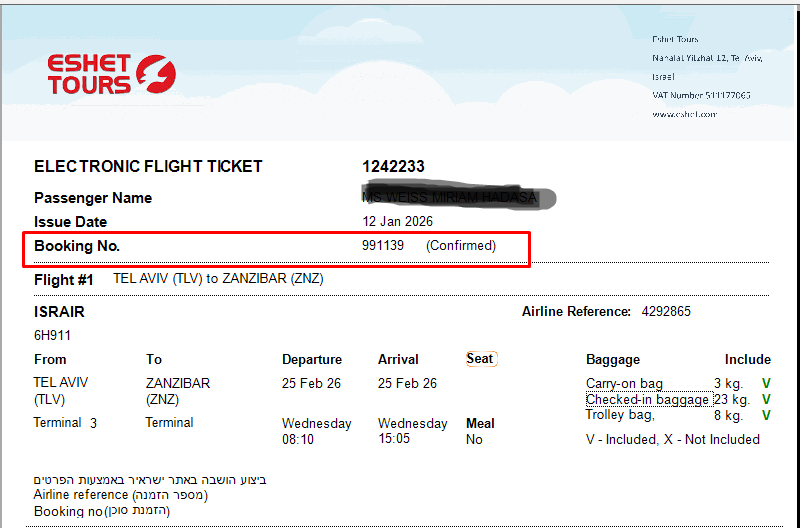 ESHET
TOURS
Eshet Tours
Nahalat Yitzhat 12, Tel Aviv,
Israel
VAT Number 511177065
www.eshet.com
ELECTRONIC FLIGHT TICKET 1242233
Passenger Name
Issue Date 12 Jan 2026
Booking No. 991139 (Confirmed)
Flight #1 TEL AVIV (TLV) to ZANZIBAR (ZNZ)
ISRAIR Airline Reference: 4292865
6H911
From To Departure Arrival Seat Baggage Include
TEL AVIV ZANZIBAR 25 Feb 26 25 Feb 26 Carry-on bag 3 kg. V
(TLV) (ZNZ) Checked-in baggage 23 kg. V
Terminal 3 Terminal Wednesday Wednesday Meal Trolley bag, 8 kg. V
08:10 15:05 No V - Included, X - Not Included
ביצוע הושבה באתר ישראייר באמצעות הפרטים
Airline reference (מספר הזמנה)
Booking no(הזמנת סוכן)